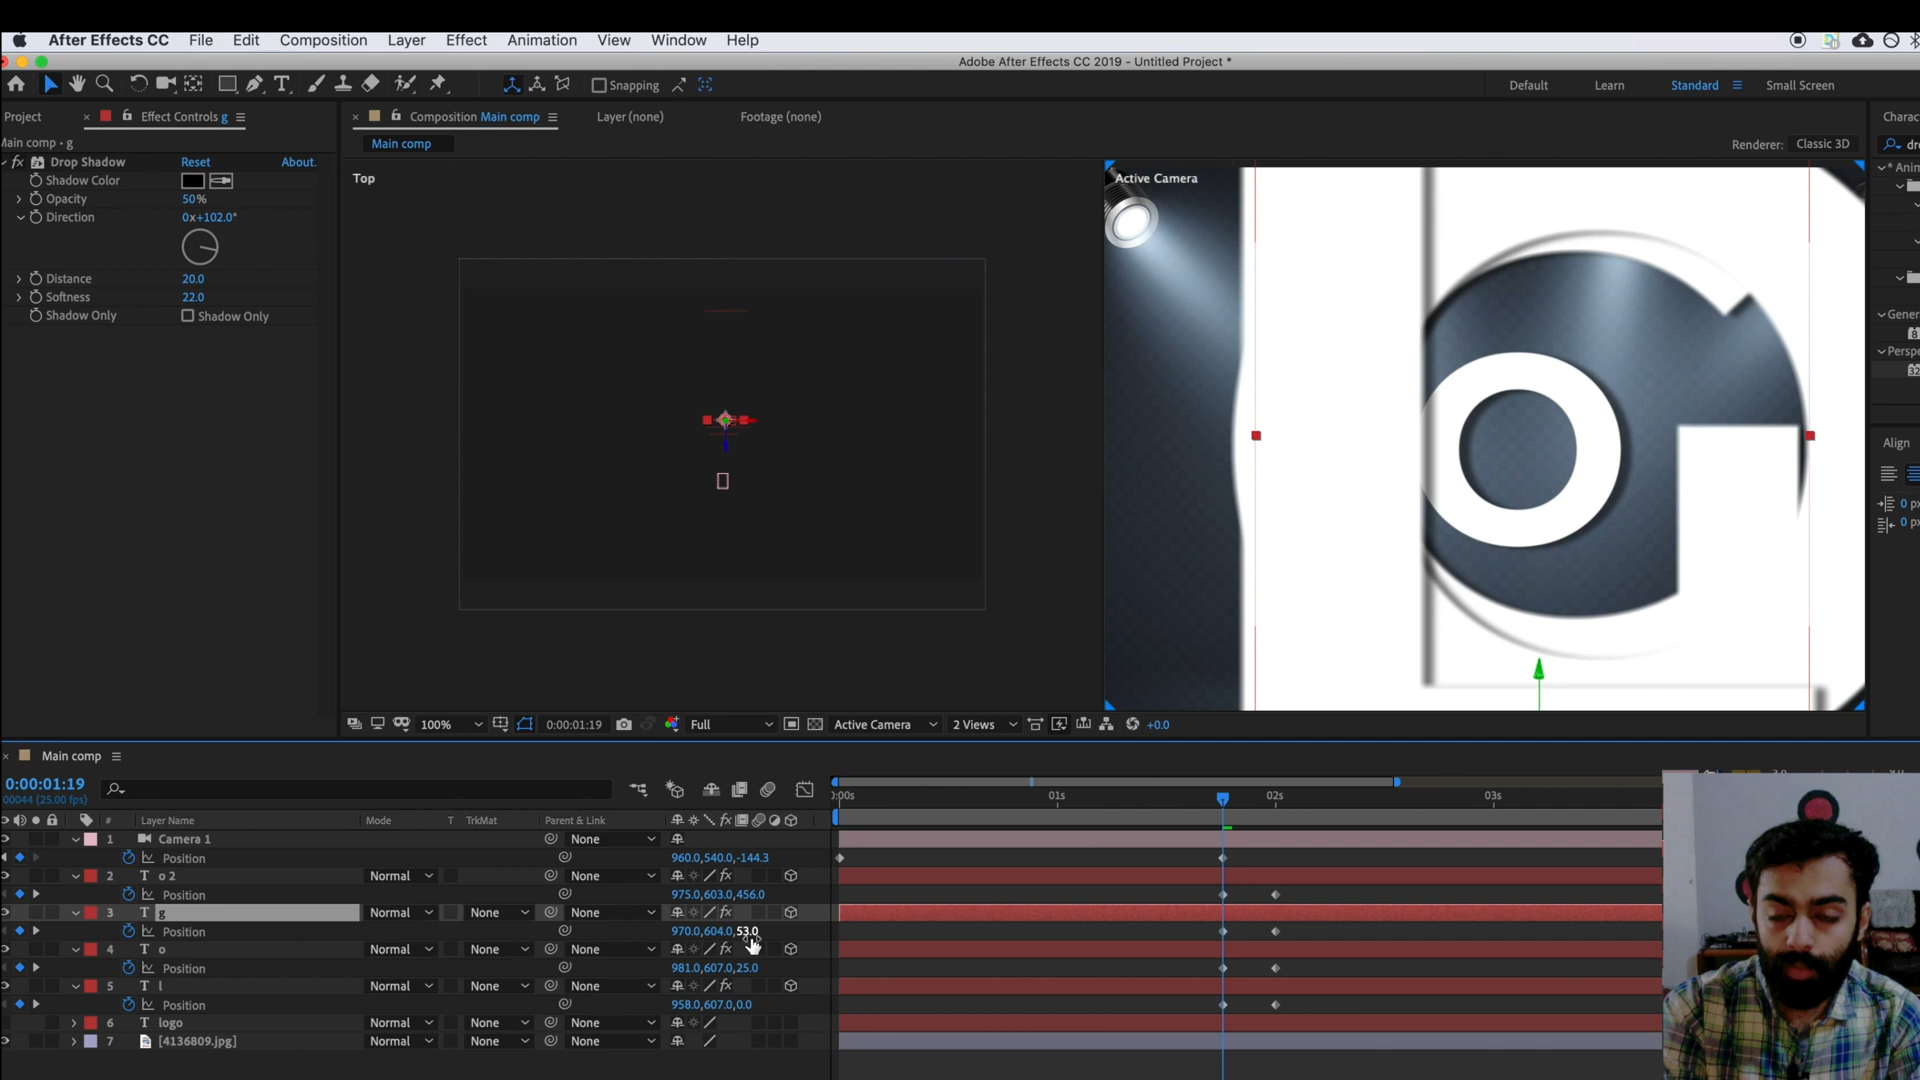 After Effects CC File Edit Composition Layer Effect Animation View Window Help
Adobe After Effects CC 2019 - Untitled Project *
Snapping Default Learn Standard Small Screen
Project Effect Controls g Composition Main comp Layer (none) Footage (none)
Main comp • g Main comp Renderer: Classic 3D
fx Drop Shadow Reset About.
Shadow Color
Opacity 50%
Direction 0x+102.0°
Distance 20.0
Softness 22.0
Shadow Only Shadow Only
Top
Active Camera
Align
0 px
0 px
100% 0:00:01:19 Full Active Camera 2 Views +0.0
Main comp
0:00:01:19
00044 (25.00 fps)
01s 02s 03s
# Layer Name Mode T TrkMat Parent & Link
1 Camera 1 None
Position 960.0,540.0,-144.3
2 T o 2 Normal None
Position 975.0,603.0,456.0
3 T g Normal None None
Position 970.0,604.0,53.0
4 T o Normal None None
Position 981.0,607.0,25.0
5 T l Normal None None
Position 958.0,607.0,0.0
6 T logo Normal None None
7 [4136809.jpg] Normal None None